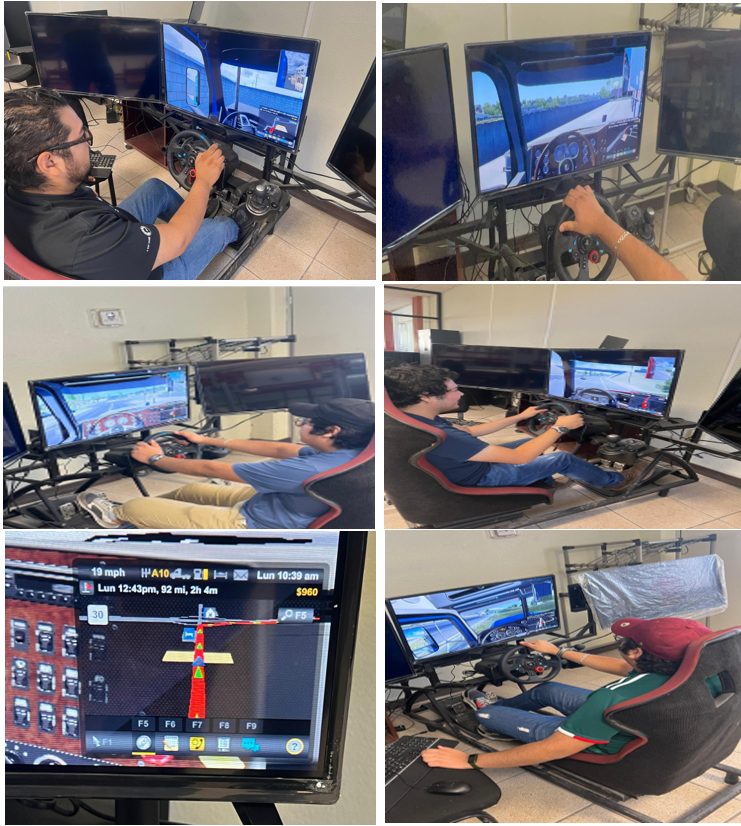 19 mph A10 Lun 10:39 am
Lun 12:43pm, 92 mi, 2h 4m $960
30 F5
F5 F6 F7 F8 F9
F1 ?